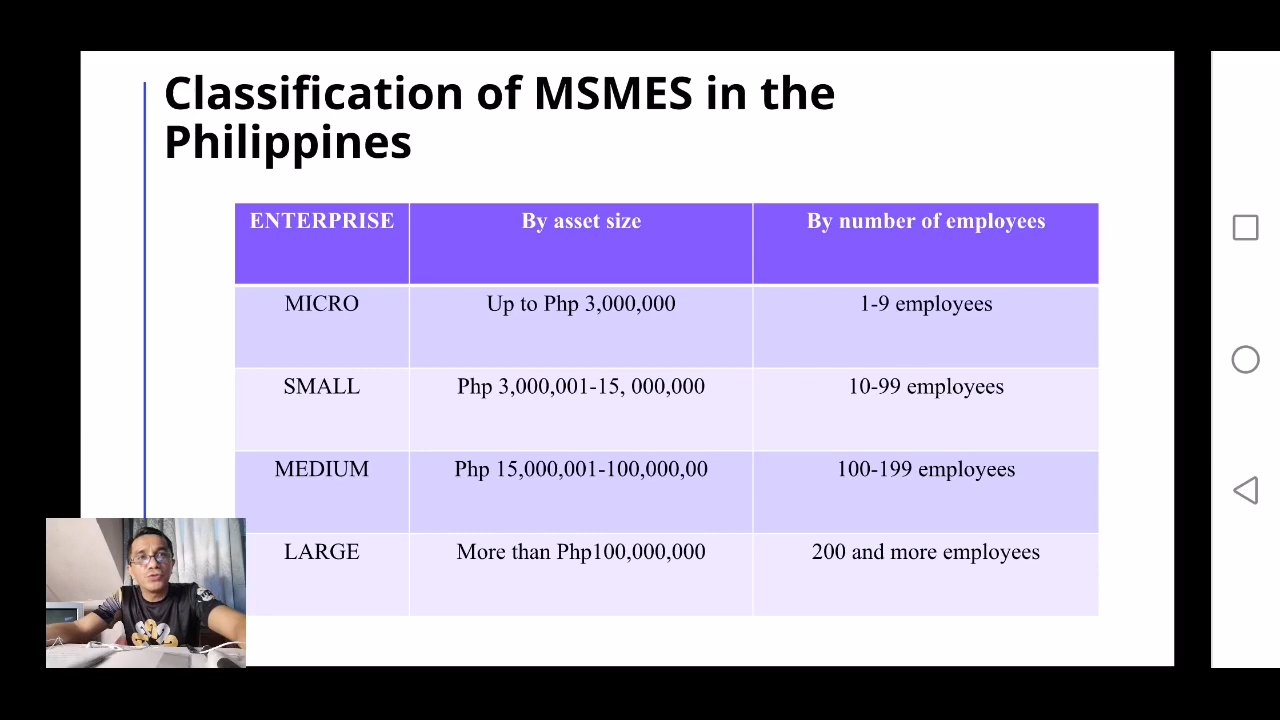 Classification of MSMES in the
Philippines
ENTERPRISE By asset size By number of employees
MICRO Up to Php 3,000,000 1-9 employees
SMALL Php 3,000,001-15, 000,000 10-99 employees
MEDIUM Php 15,000,001-100,000,00 100-199 employees
LARGE More than Php100,000,000 200 and more employees